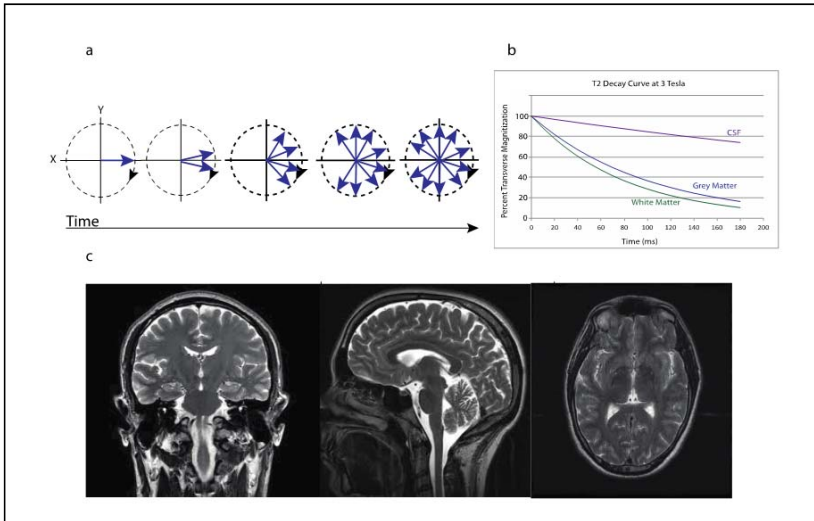 a
Y
X
Time
b
T2 Decay Curve at 3 Tesla
Percent Transverse Magnitization
100
80
60
40
20
0
CSF
Grey Matter
White Matter
0 20 40 60 80 100 120 140 160 180 200
Time (ms)
c